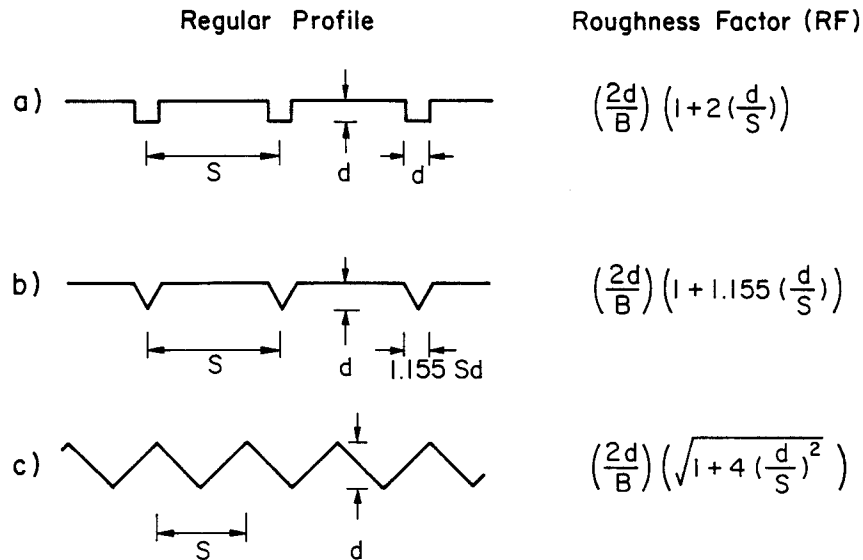 Regular Profile Roughness Factor (RF)
a) (2d/B) (1+2(d/S))
S d d
b) (2d/B) (1+1.155(d/S))
S d 1.155 Sd
c) (2d/B) (√1+4(d/S)²)
S d